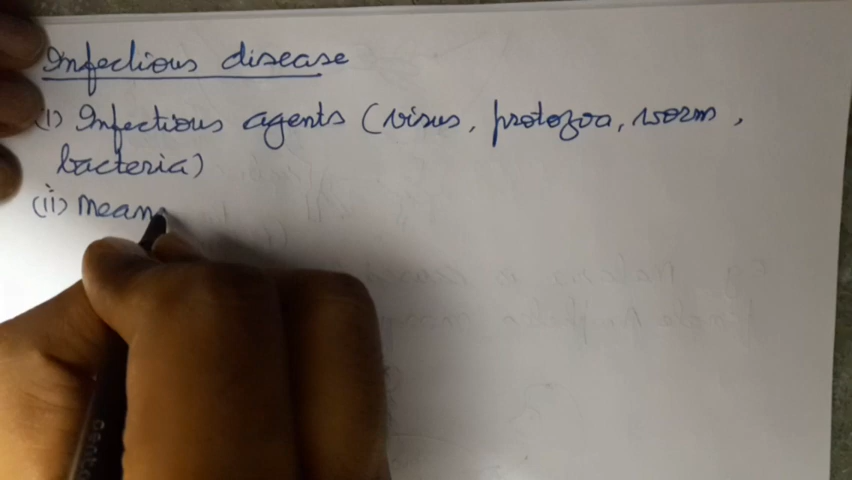 Infectious disease
(i) Infectious agents (virus, protozoa, worm,
bacteria)
(ii) Mean